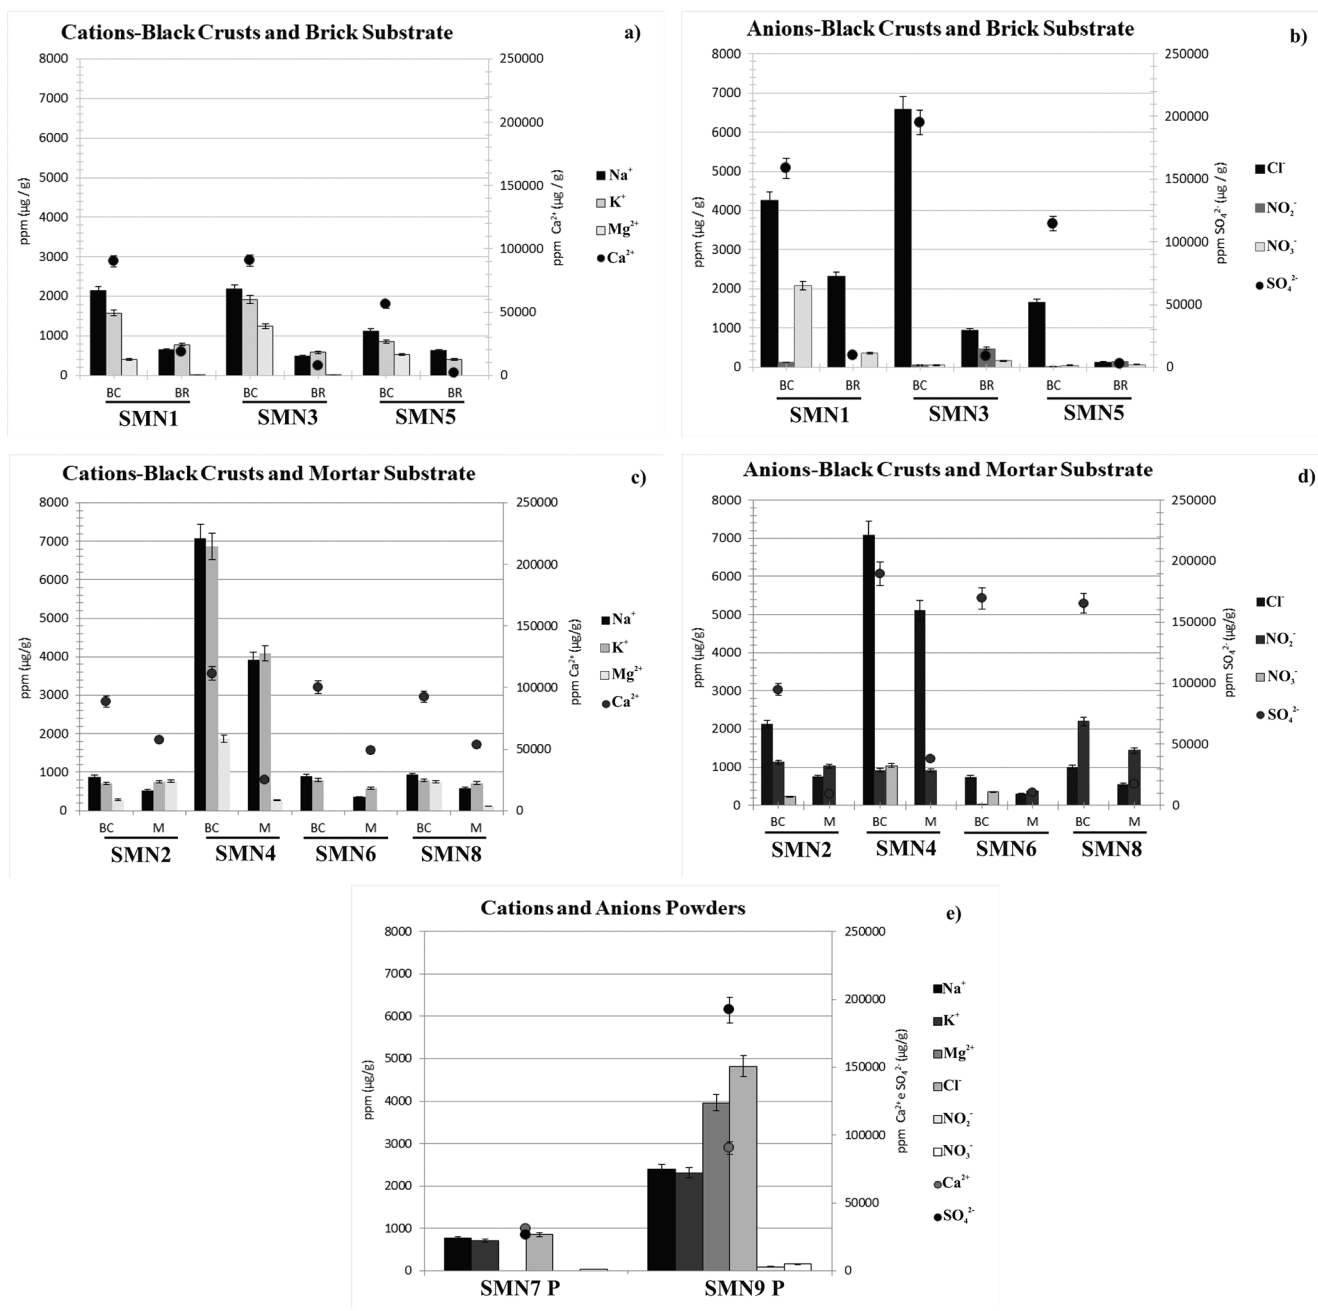 Cations-Black Crusts and Brick Substrate
a)
8000
7000
6000
5000
4000
3000
2000
1000
0
ppm (µg / g)
250000
200000
150000
100000
50000
0
ppm Ca²⁺ (µg / g)
Na⁺
K⁺
Mg²⁺
Ca²⁺
BC BR BC BR BC BR
SMN1 SMN3 SMN5
Anions-Black Crusts and Brick Substrate
b)
8000
7000
6000
5000
4000
3000
2000
1000
0
ppm (µg / g)
250000
200000
150000
100000
50000
0
ppm SO₄²⁻ (µg / g)
Cl⁻
NO₂⁻
NO₃⁻
SO₄²⁻
BC BR BC BR BC BR
SMN1 SMN3 SMN5
Cations-Black Crusts and Mortar Substrate
c)
8000
7000
6000
5000
4000
3000
2000
1000
0
ppm (µg/g)
250000
200000
150000
100000
50000
0
ppm Ca²⁺ (µg/g)
Na⁺
K⁺
Mg²⁺
Ca²⁺
BC M BC M BC M BC M
SMN2 SMN4 SMN6 SMN8
Anions-Black Crusts and Mortar Substrate
d)
8000
7000
6000
5000
4000
3000
2000
1000
0
ppm (µg/g)
250000
200000
150000
100000
50000
0
ppm SO₄²⁻ (µg/g)
Cl⁻
NO₂⁻
NO₃⁻
SO₄²⁻
BC M BC M BC M BC M
SMN2 SMN4 SMN6 SMN8
Cations and Anions Powders
e)
8000
7000
6000
5000
4000
3000
2000
1000
0
ppm (µg/g)
250000
200000
150000
100000
50000
0
ppm Ca²⁺ e SO₄²⁻ (µg/g)
Na⁺
K⁺
Mg²⁺
Cl⁻
NO₂⁻
NO₃⁻
Ca²⁺
SO₄²⁻
SMN7 P SMN9 P